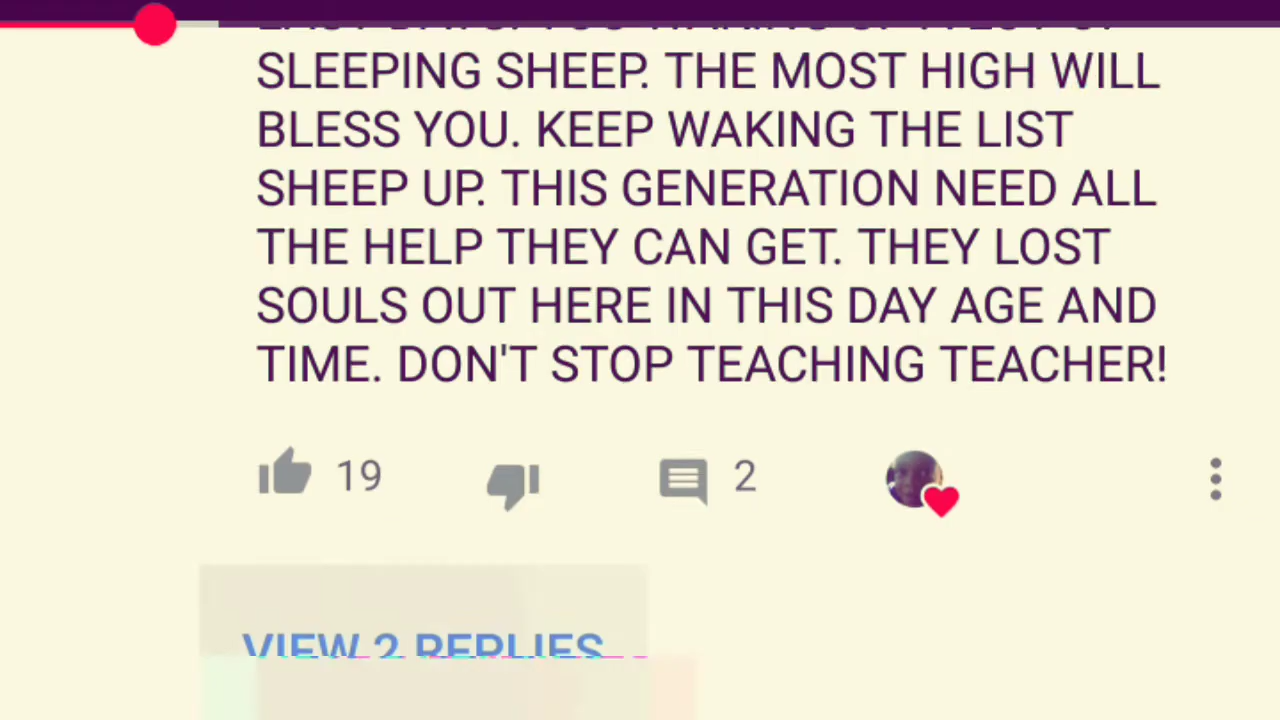 SLEEPING SHEEP. THE MOST HIGH WILL
BLESS YOU. KEEP WAKING THE LIST
SHEEP UP. THIS GENERATION NEED ALL
THE HELP THEY CAN GET. THEY LOST
SOULS OUT HERE IN THIS DAY AGE AND
TIME. DON'T STOP TEACHING TEACHER!
19
2
VIEW 2 REPLIES